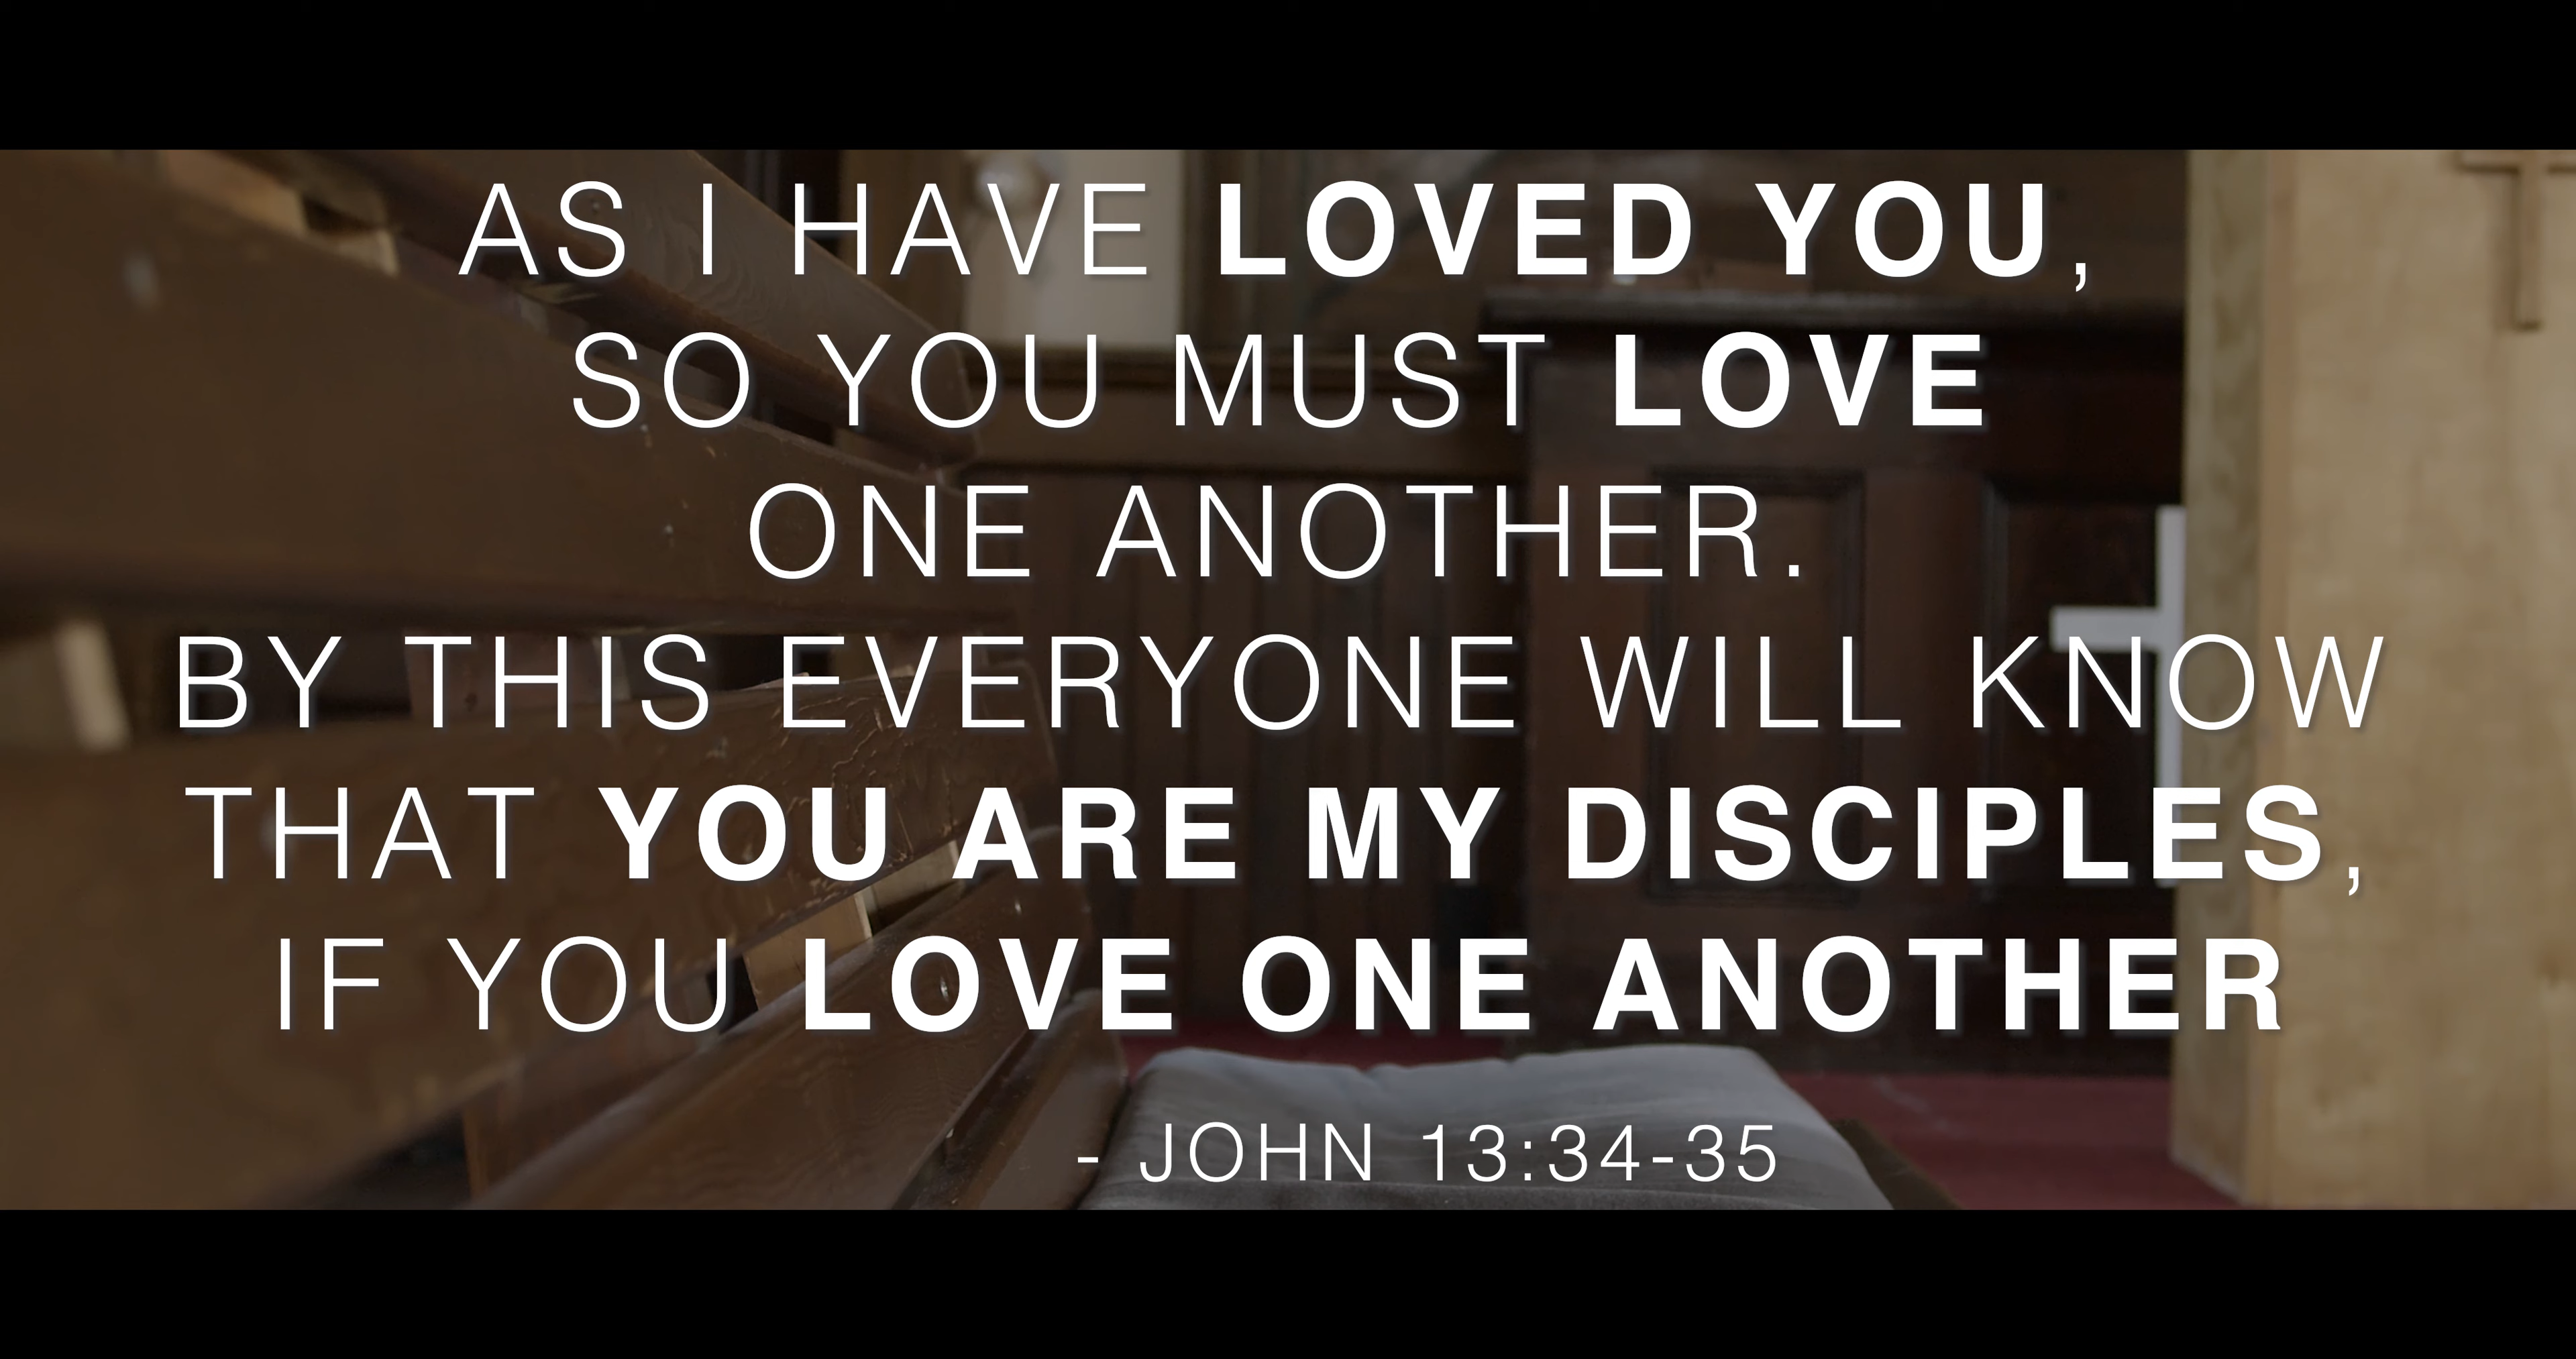 AS I HAVE LOVED YOU,
SO YOU MUST LOVE
ONE ANOTHER.
BY THIS EVERYONE WILL KNOW
THAT YOU ARE MY DISCIPLES,
IF YOU LOVE ONE ANOTHER
- JOHN 13:34-35